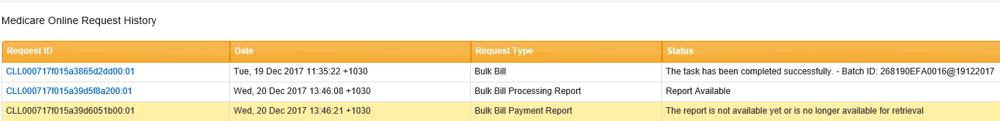 Medicare Online Request History
Request ID Date Request Type Status
CLL000717f015a3865d2dd00:01 Tue, 19 Dec 2017 11:35:22 +1030 Bulk Bill The task has been completed successfully. - Batch ID: 268190EFA0016@19122017
CLL000717f015a39d5f8a200:01 Wed, 20 Dec 2017 13:46:08 +1030 Bulk Bill Processing Report Report Available
CLL000717f015a39d6051b00:01 Wed, 20 Dec 2017 13:46:21 +1030 Bulk Bill Payment Report The report is not available yet or is no longer available for retrieval